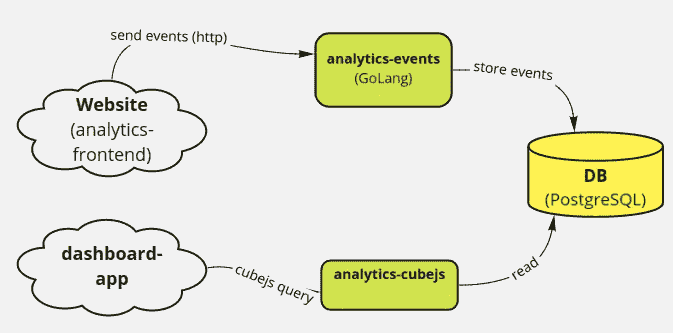 send events (http)
analytics-events
(GoLang)
store events
Website
(analytics-
frontend)
DB
(PostgreSQL)
dashboard-
app
cubejs query
analytics-cubejs
read